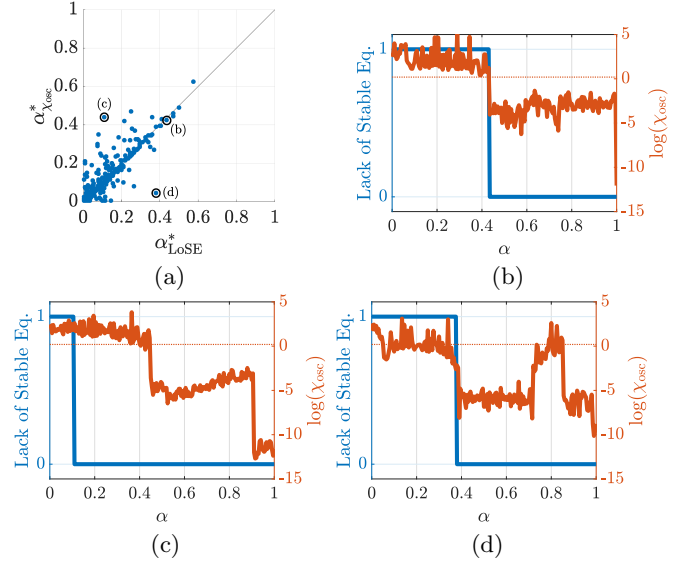 1
0.8
0.6
0.4
0.2
0
0 0.2 0.4 0.6 0.8 1
α*χosc
α*LoSE
(c)
(b)
(d)
(a)
Lack of Stable Eq.
1
0
0 0.2 0.4 0.6 0.8 1
α
5
0
-5
-10
-15
log(χosc)
(b)
Lack of Stable Eq.
1
0
0 0.2 0.4 0.6 0.8 1
α
5
0
-5
-10
-15
log(χosc)
(c)
Lack of Stable Eq.
1
0
0 0.2 0.4 0.6 0.8 1
α
5
0
-5
-10
-15
log(χosc)
(d)